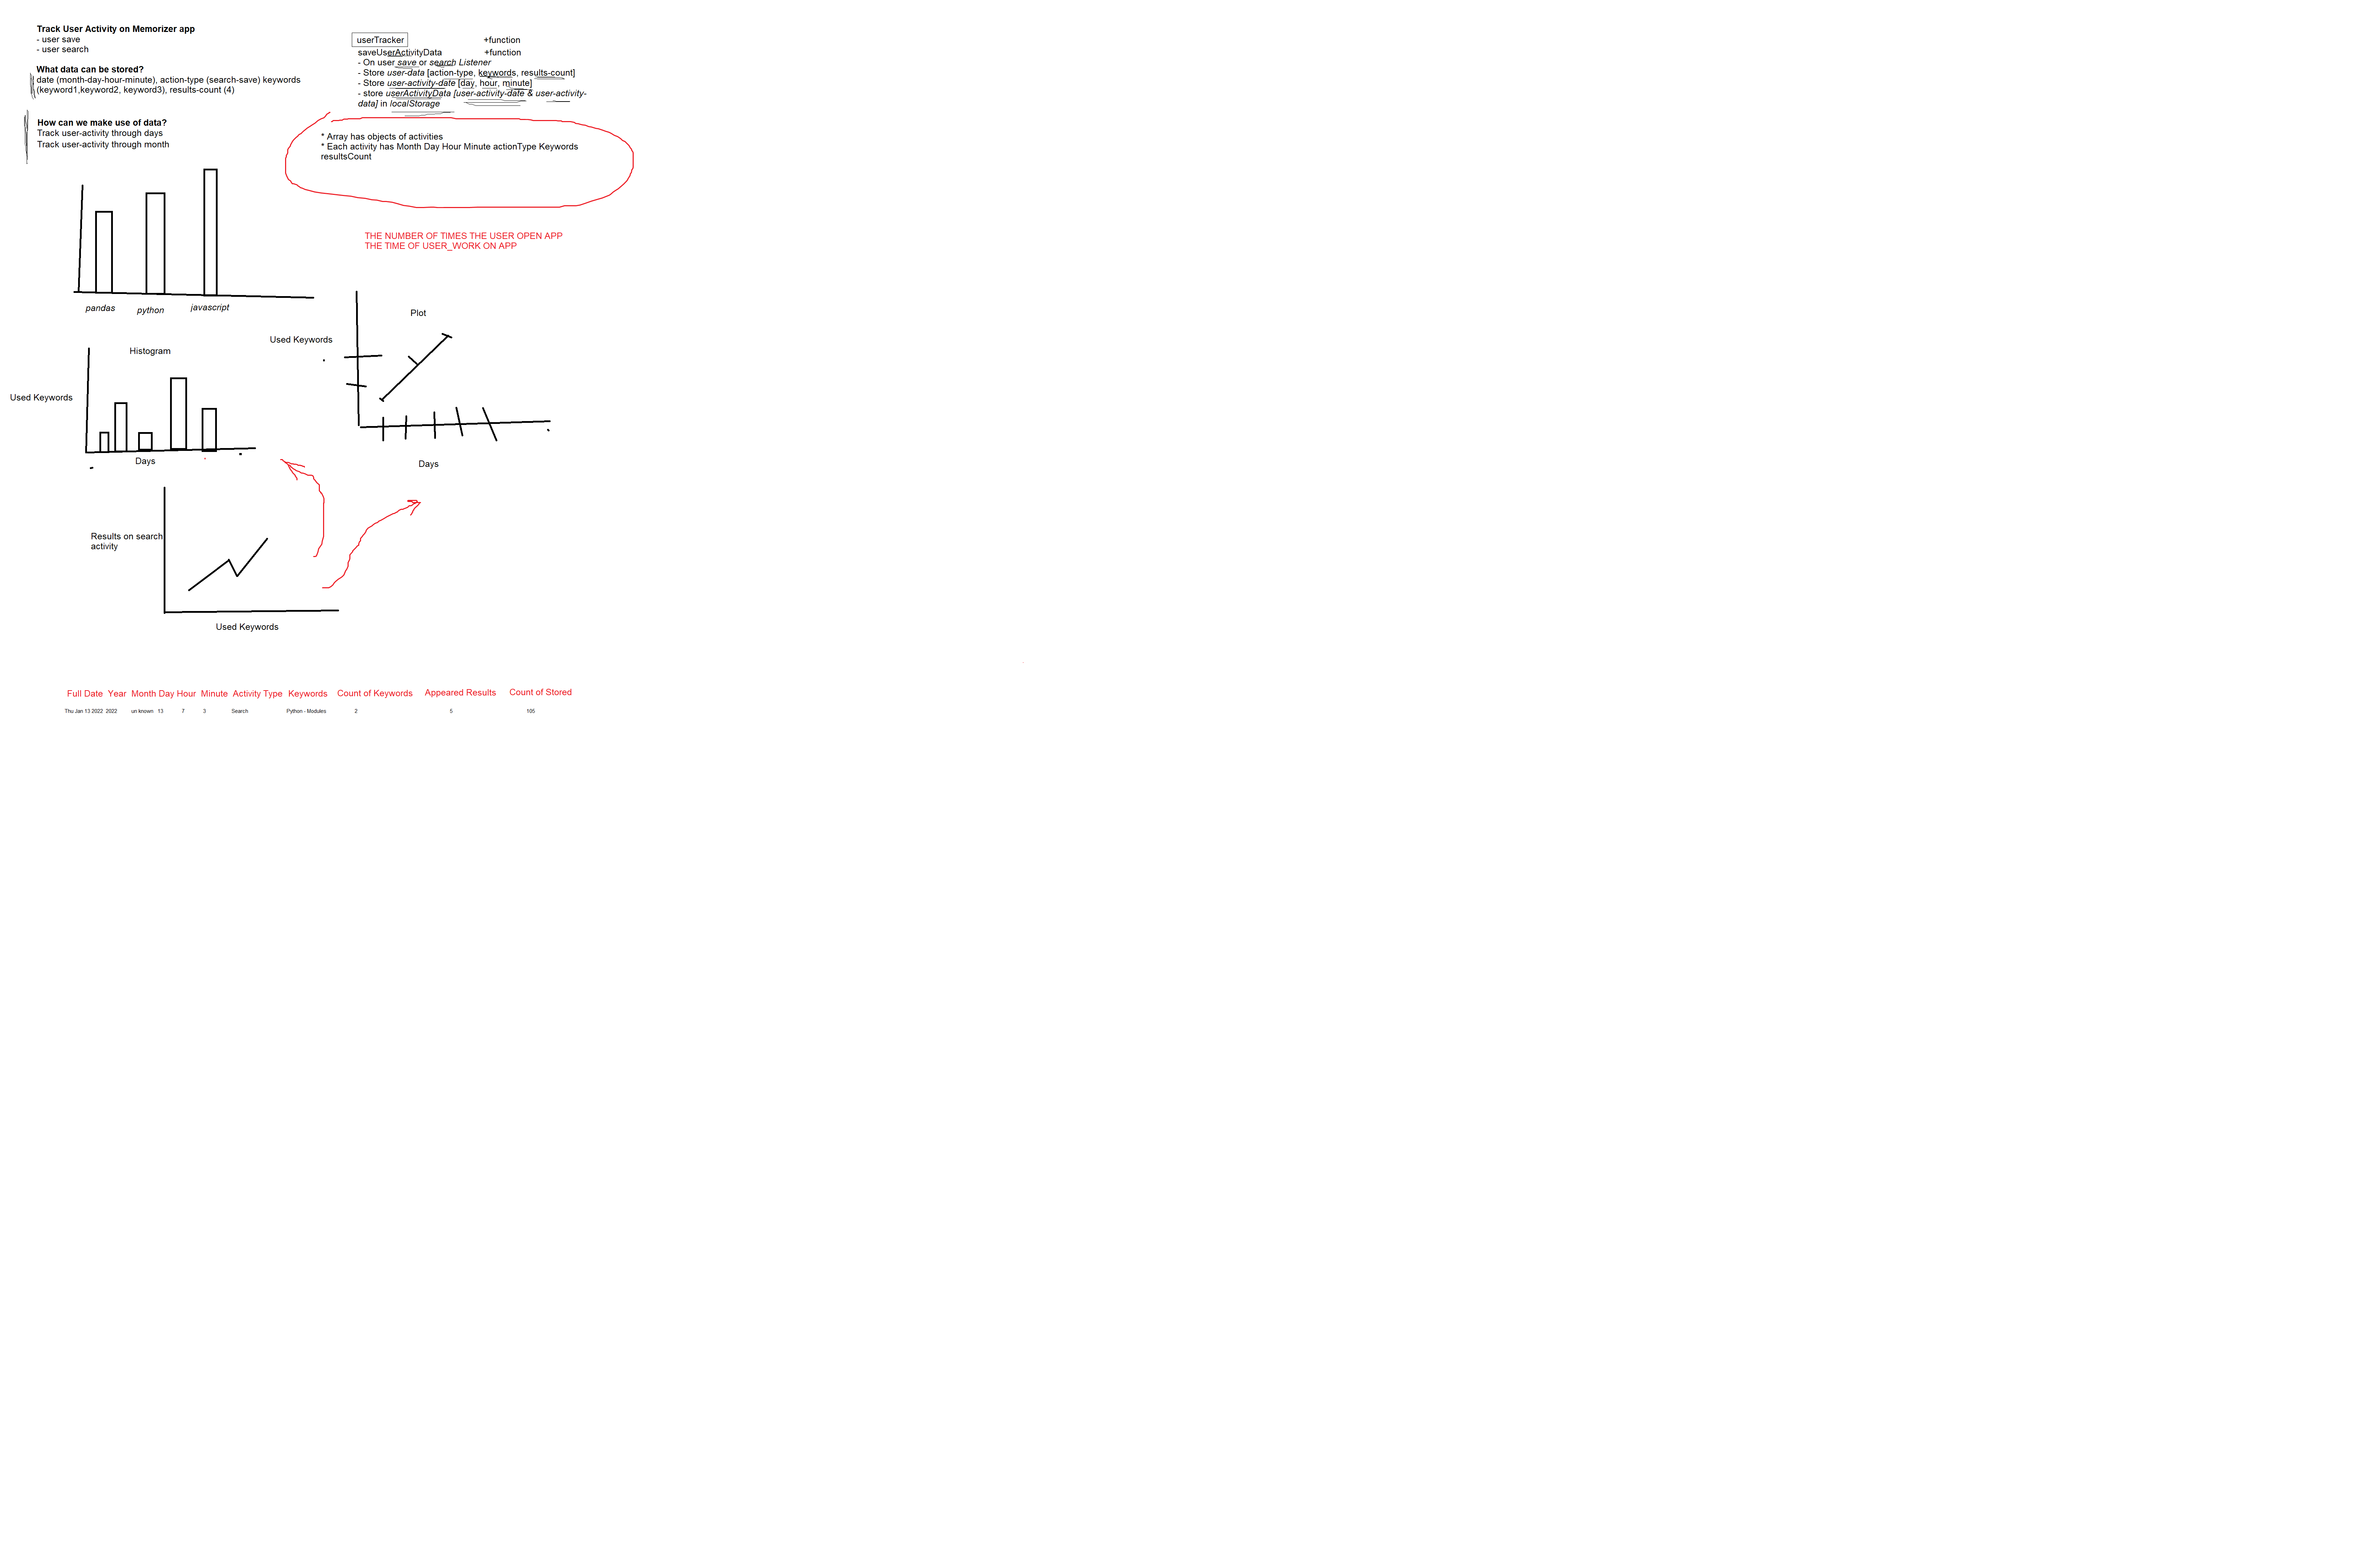 Track User Activity on Memorizer app
- user save
- user search
What data can be stored?
date (month-day-hour-minute), action-type (search-save) keywords
(keyword1,keyword2, keyword3), results-count (4)
How can we make use of data?
Track user-activity through days
Track user-activity through month
userTracker +function
saveUserActivityData +function
- On user save or search Listener
- Store user-data [action-type, keywords, results-count]
- Store user-activity-date [day, hour, minute]
- store userActivityData [user-activity-date & user-activity-
data] in localStorage
* Array has objects of activities
* Each activity has Month Day Hour Minute actionType Keywords
resultsCount
THE NUMBER OF TIMES THE USER OPEN APP
THE TIME OF USER_WORK ON APP
pandas python javascript
Plot
Used Keywords
Days
Histogram
Used Keywords
Days
Results on search
activity
Used Keywords
Full Date Year Month Day Hour Minute Activity Type Keywords Count of Keywords Appeared Results Count of Stored
Thu Jan 13 2022 2022 un known 13 7 3 Search Python - Modules 2 5 105